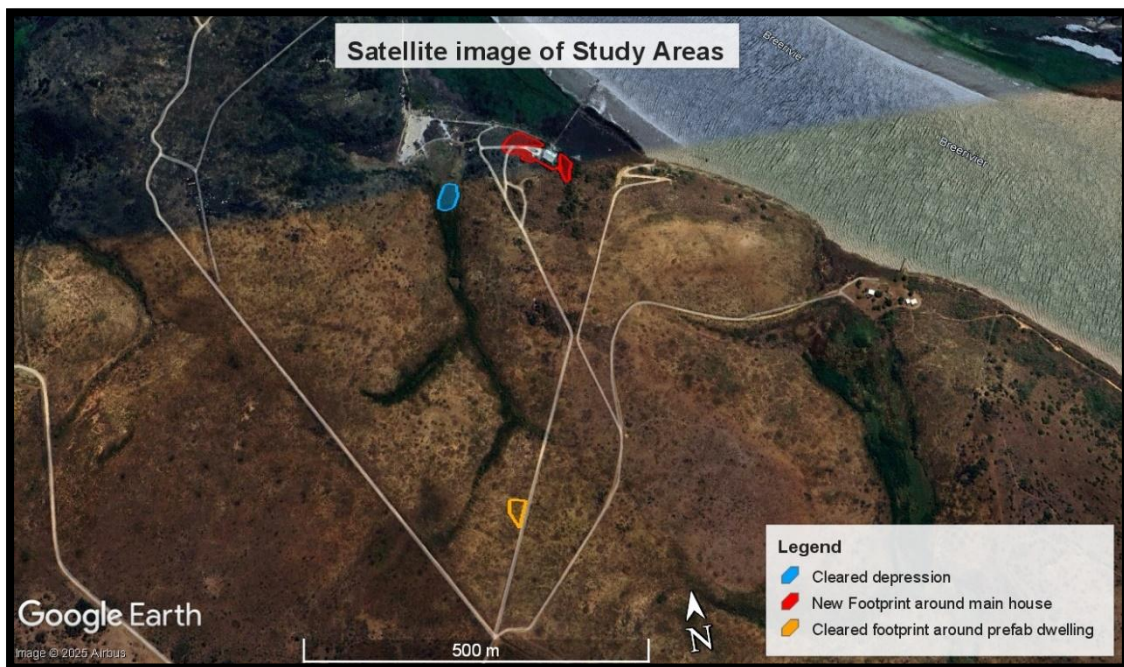 Satellite image of Study Areas
Breerivier
Breerivier
Legend
Cleared depression
New Footprint around main house
Cleared footprint around prefab dwelling
Google Earth
Image © 2025 Airbus
500 m
N